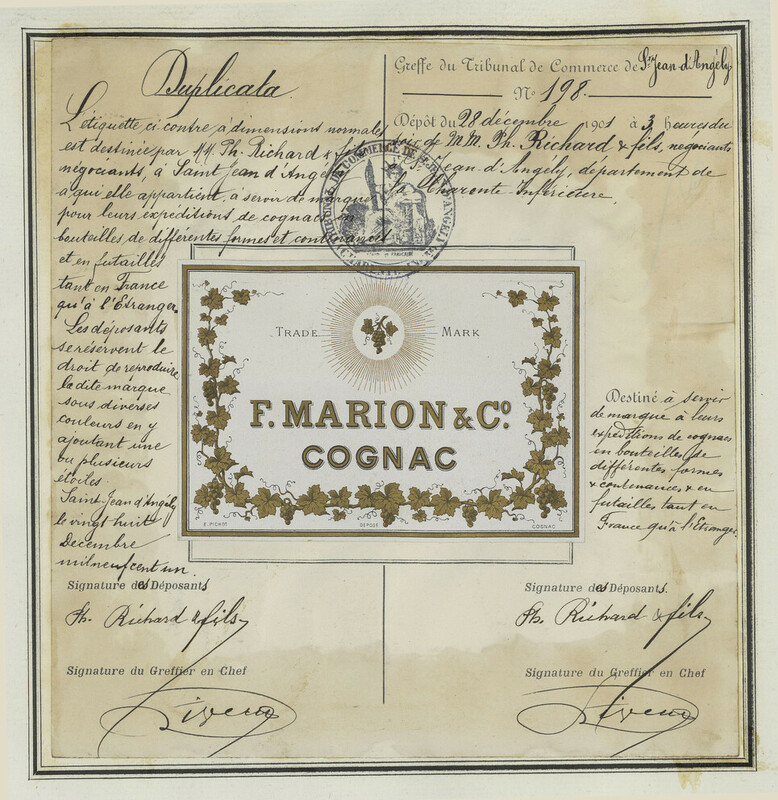 Duplicata.
L'étiquette ci contre à dimensions normales
est destinée par MM. Ph. Richard & fils
négociants, à Saint Jean d'Angély
à qui elle appartient, à servir de marque
pour leurs expéditions de cognacs en
bouteilles de différentes formes et contenances
et en futailles
tant en France
qu'à l'Etranger.
Les déposants
se réservent le
droit de reproduire
la dite marque
sous diverses
couleurs en y
ajoutant une
ou plusieurs
étoiles.
Saint-Jean d'Angély
le vingt huit
Décembre
mil neuf cent un
Signature des Déposants
Ph. Richard & fils
Signature du Greffier en Chef
Greffe du Tribunal de Commerce de St Jean d'Angély
No 198.
Dépôt du 28 décembre 1901 à 3 heures du
soir de MM. Ph. Richard & fils, négociants
à St Jean d'Angély, département de
la Charente Inférieure.
TRADE MARK
F. MARION & Co.
COGNAC
E. PICHOT
DÉPOSÉ
COGNAC
Destiné à servir
de marque à leurs
expéditions de cognacs
en bouteilles de
différentes formes
& contenances & en
futailles tant en
France qu'à l'Etranger
Signature des Déposants.
Ph. Richard & fils
Signature du Greffier en Chef